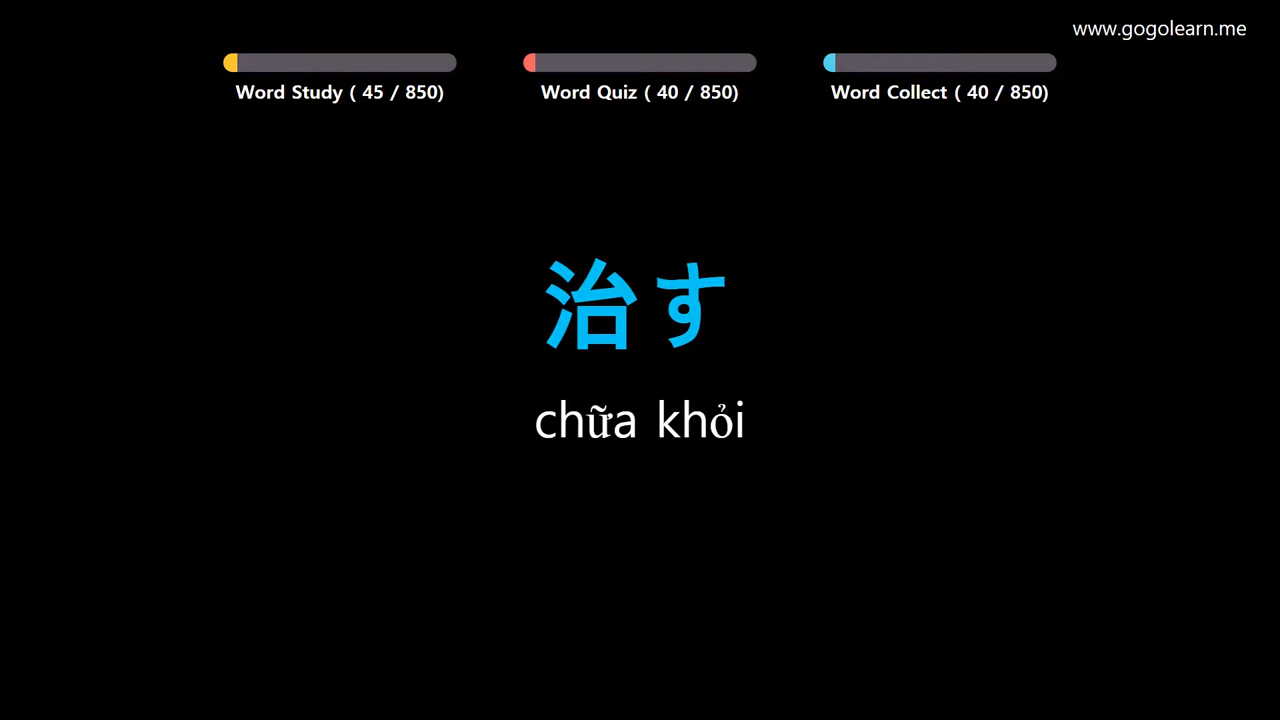 www.gogolearn.me
Word Study ( 45 / 850)
Word Quiz ( 40 / 850)
Word Collect ( 40 / 850)
治す
chữa khỏi